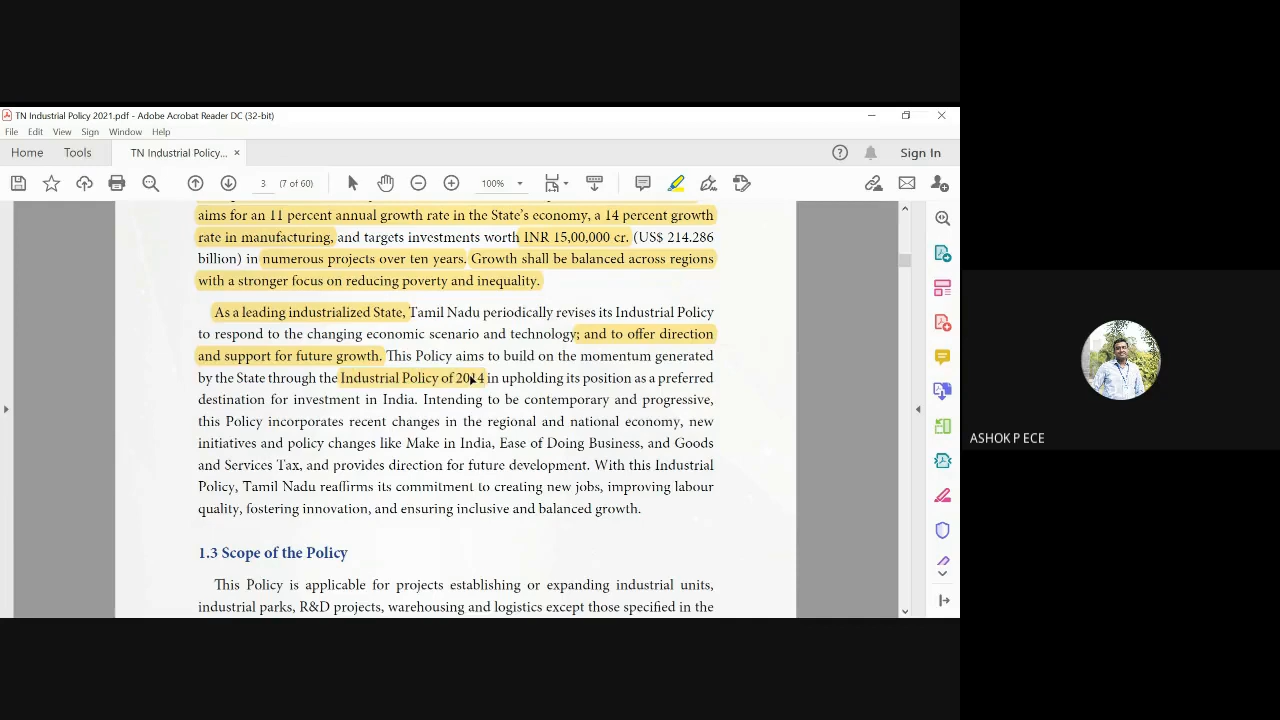 TN Industrial Policy 2021.pdf - Adobe Acrobat Reader DC (32-bit)
File Edit View Sign Window Help
Home Tools TN Industrial Policy... × Sign In
3 (7 of 60) 100%
aims for an 11 percent annual growth rate in the State's economy, a 14 percent growth
rate in manufacturing, and targets investments worth INR 15,00,000 cr. (US$ 214.286
billion) in numerous projects over ten years. Growth shall be balanced across regions
with a stronger focus on reducing poverty and inequality.
As a leading industrialized State, Tamil Nadu periodically revises its Industrial Policy
to respond to the changing economic scenario and technology; and to offer direction
and support for future growth. This Policy aims to build on the momentum generated
by the State through the Industrial Policy of 2014 in upholding its position as a preferred
destination for investment in India. Intending to be contemporary and progressive,
this Policy incorporates recent changes in the regional and national economy, new
initiatives and policy changes like Make in India, Ease of Doing Business, and Goods
and Services Tax, and provides direction for future development. With this Industrial
Policy, Tamil Nadu reaffirms its commitment to creating new jobs, improving labour
quality, fostering innovation, and ensuring inclusive and balanced growth.
1.3 Scope of the Policy
This Policy is applicable for projects establishing or expanding industrial units,
industrial parks, R&D projects, warehousing and logistics except those specified in the
ASHOK P ECE